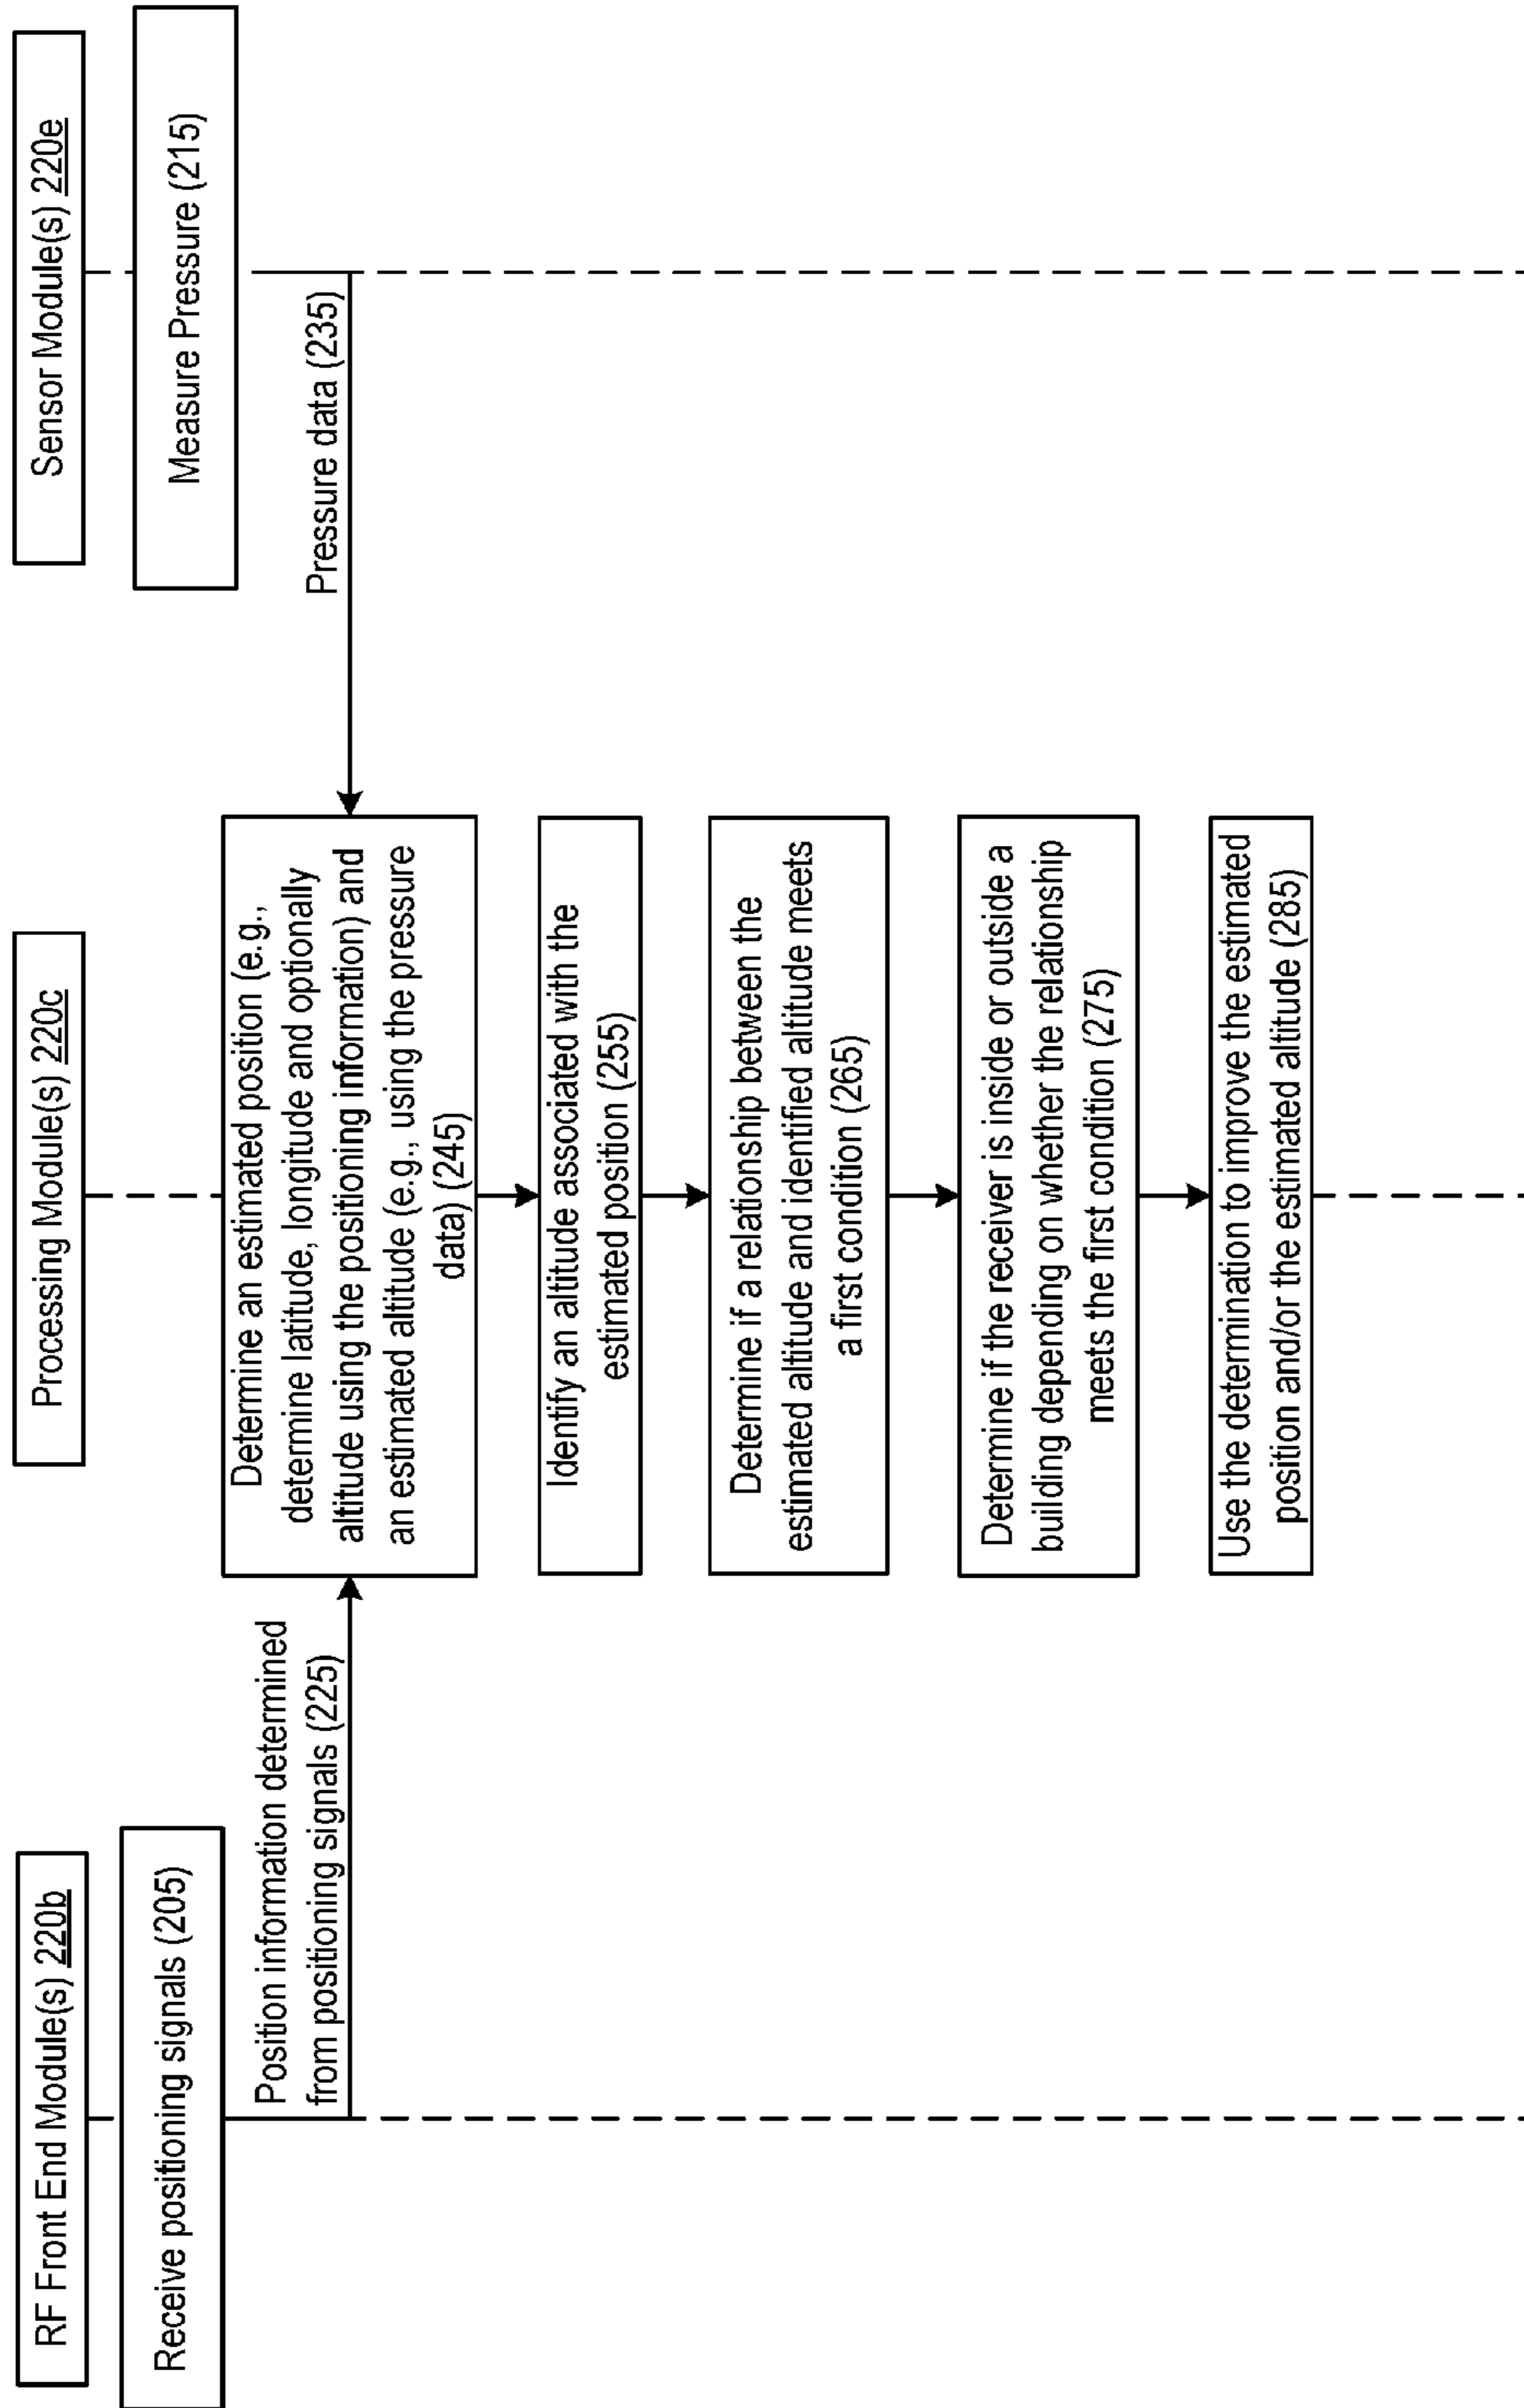 RF Front End Module(s) 220b
Processing Module(s) 220c
Sensor Module(s) 220e
Receive positioning signals (205)
Measure Pressure (215)
Position information determined
from positioning signals (225)
Pressure data (235)
Determine an estimated position (e.g.,
determine latitude, longitude and optionally
altitude using the positioning information) and
an estimated altitude (e.g., using the pressure
data) (245)
Identify an altitude associated with the
estimated position (255)
Determine if a relationship between the
estimated altitude and identified altitude meets
a first condition (265)
Determine if the receiver is inside or outside a
building depending on whether the relationship
meets the first condition (275)
Use the determination to improve the estimated
position and/or the estimated altitude (285)